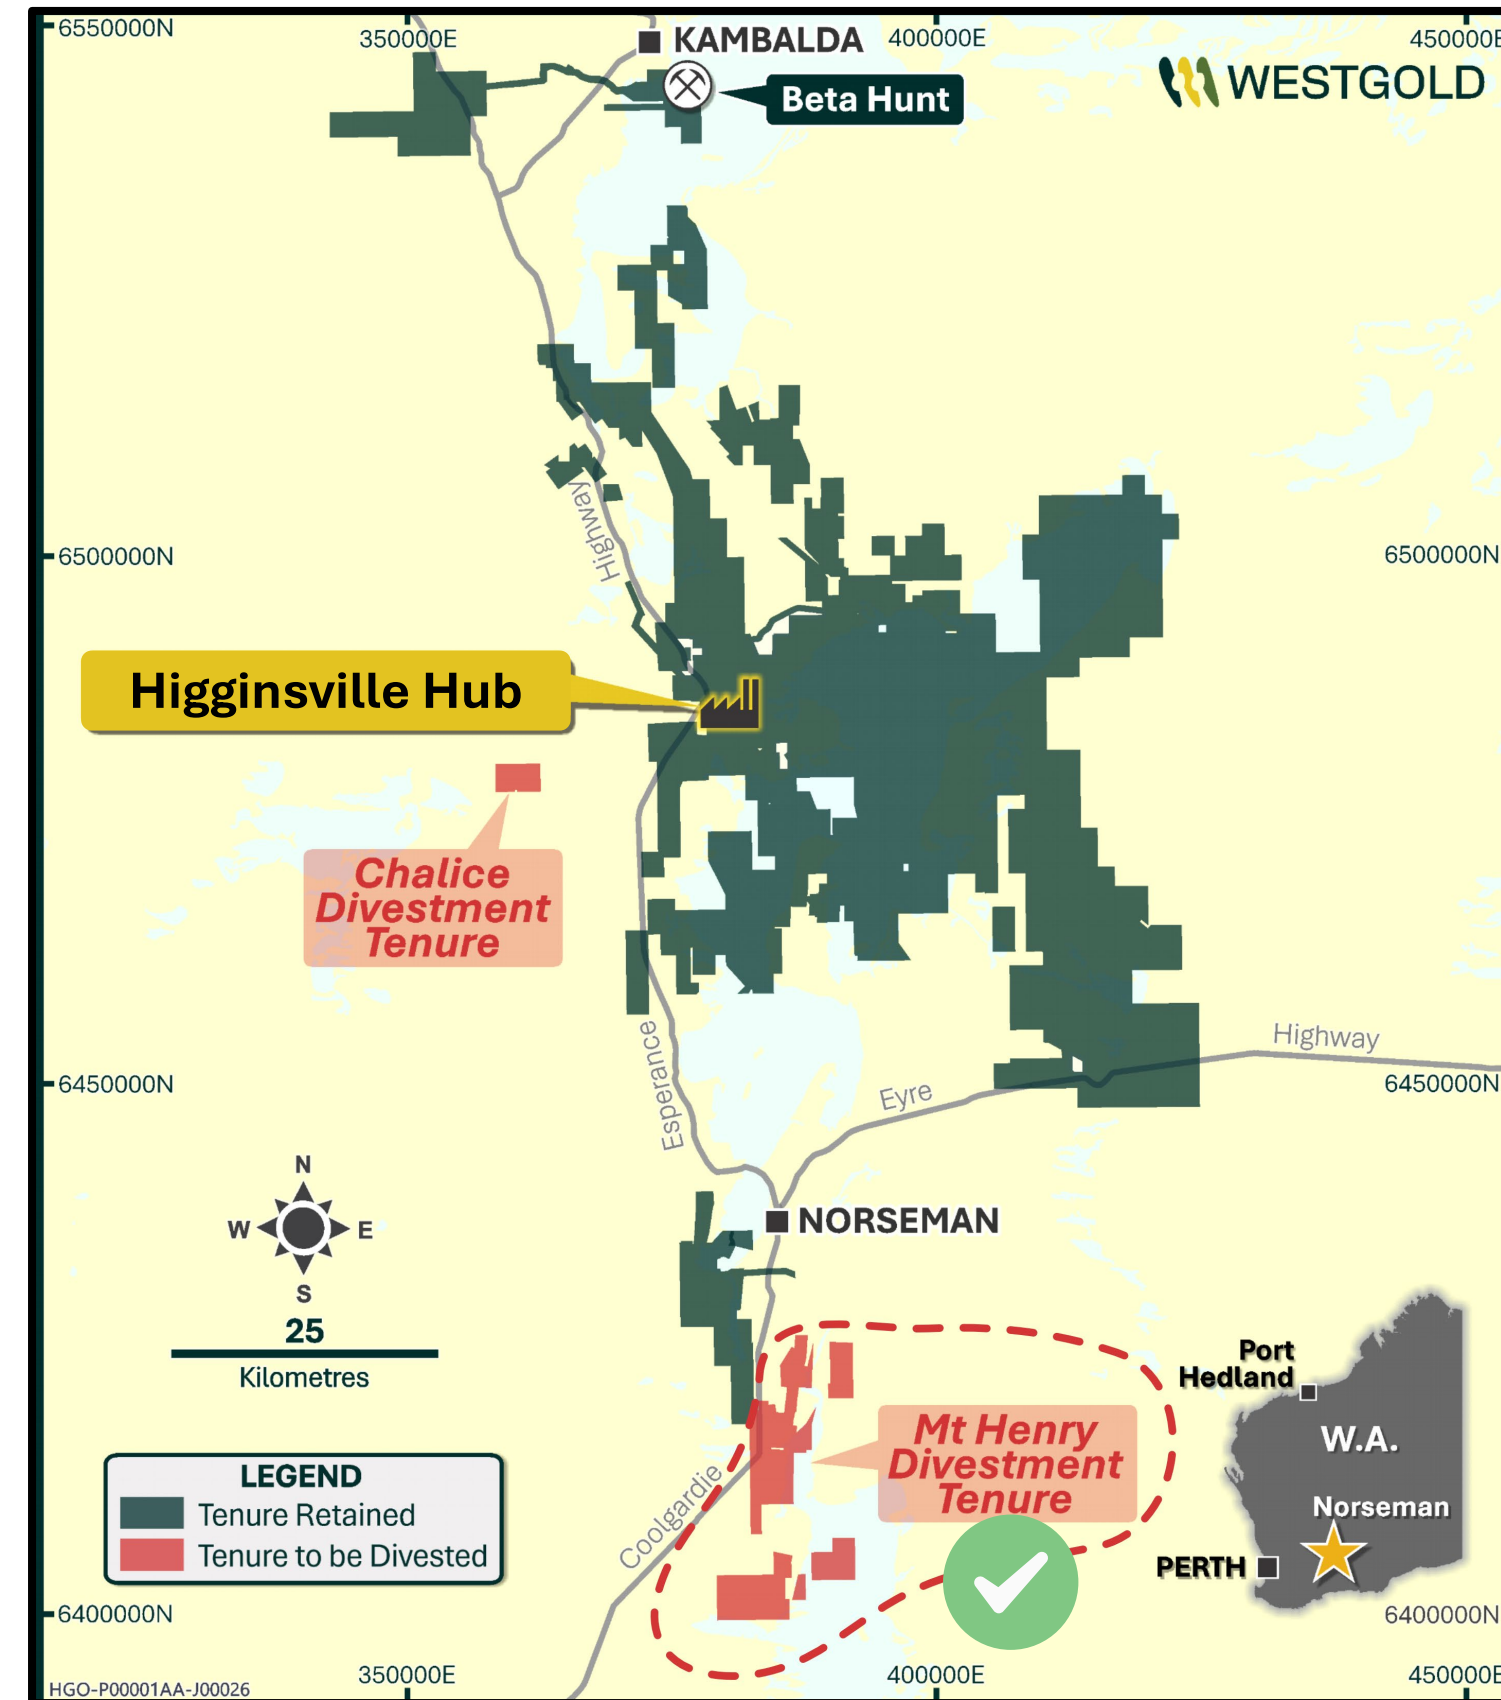 6550000N
350000E
KAMBALDA
400000E
450000E
WESTGOLD
Beta Hunt
Highway
6500000N
6500000N
Higginsville Hub
Chalice
Divestment
Tenure
Esperance
Highway
6450000N
6450000N
Eyre
N
W
E
S
NORSEMAN
25
Kilometres
Port
Hedland
W.A.
Mt Henry
Divestment
Tenure
Norseman
PERTH
Coolgardie
LEGEND
Tenure Retained
Tenure to be Divested
6400000N
6400000N
350000E
400000E
450000E
HGO-P00001AA-J00026